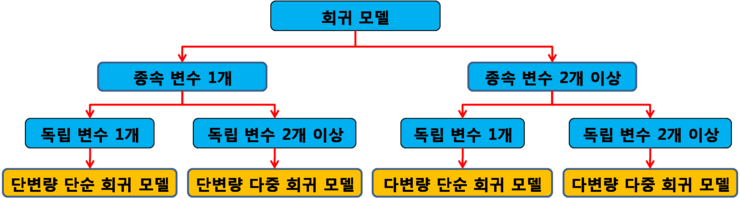 회귀 모델
종속 변수 1개
종속 변수 2개 이상
독립 변수 1개
독립 변수 2개 이상
독립 변수 1개
독립 변수 2개 이상
단변량 단순 회귀 모델
단변량 다중 회귀 모델
다변량 단순 회귀 모델
다변량 다중 회귀 모델